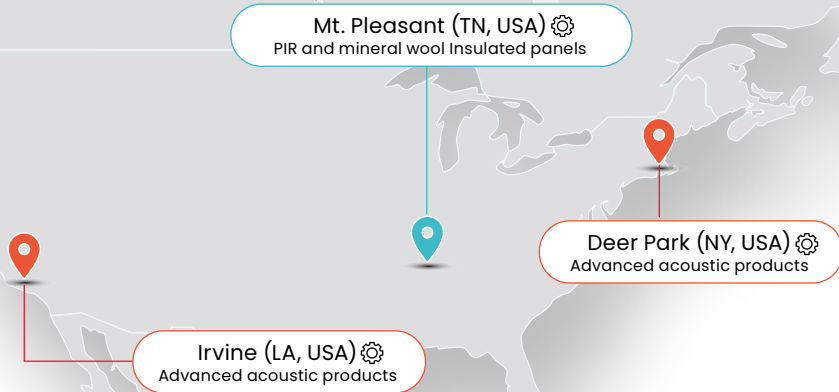 Mt. Pleasant (TN, USA)
PIR and mineral wool Insulated panels
Deer Park (NY, USA)
Advanced acoustic products
Irvine (LA, USA)
Advanced acoustic products